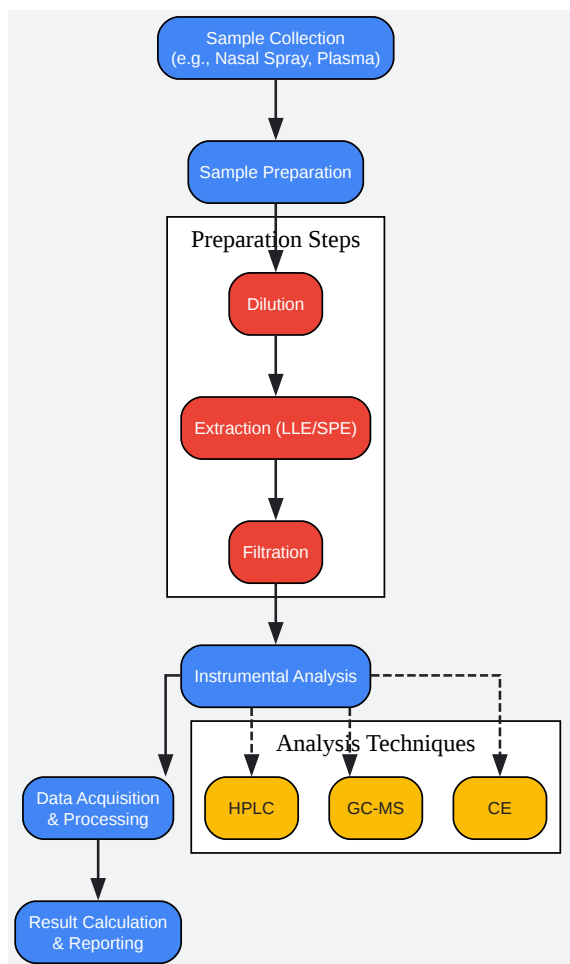 Sample Collection
(e.g., Nasal Spray, Plasma)
Sample Preparation
Preparation Steps
Dilution
Extraction (LLE/SPE)
Filtration
Instrumental Analysis
Analysis Techniques
HPLC
GC-MS
CE
Data Acquisition
& Processing
Result Calculation
& Reporting